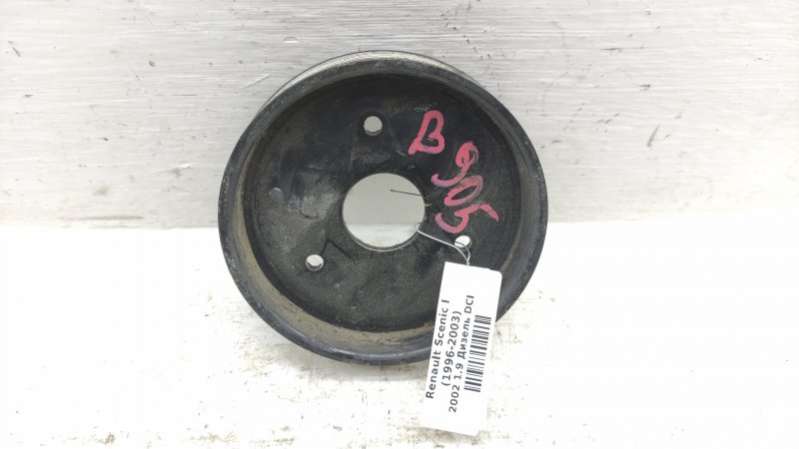 В 905
Renault Scenic I
(1996-2003)
2002 1.9 Дизель DCI